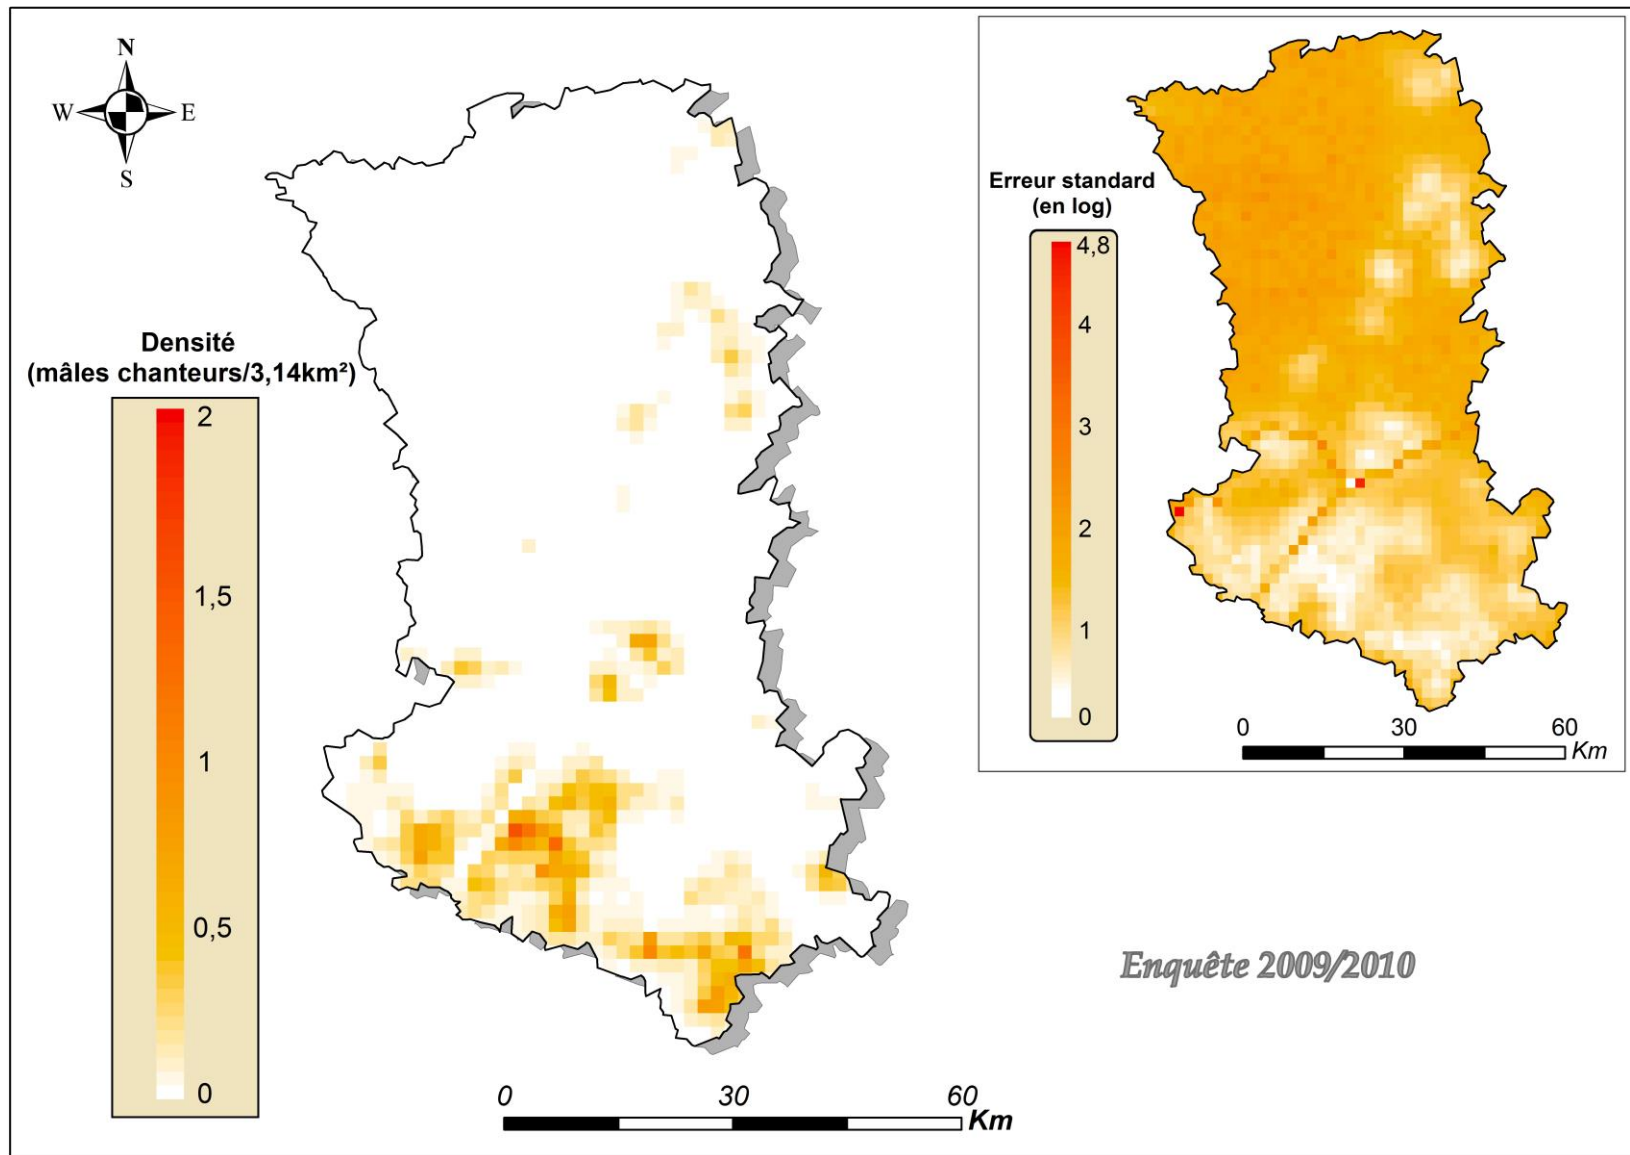 N
W
E
S
Densité
(mâles chanteurs/3,14km²)
2
1,5
1
0,5
0
0
30
60
Km
Erreur standard
(en log)
4,8
4
3
2
1
0
0
30
60
Km
Enquête 2009/2010